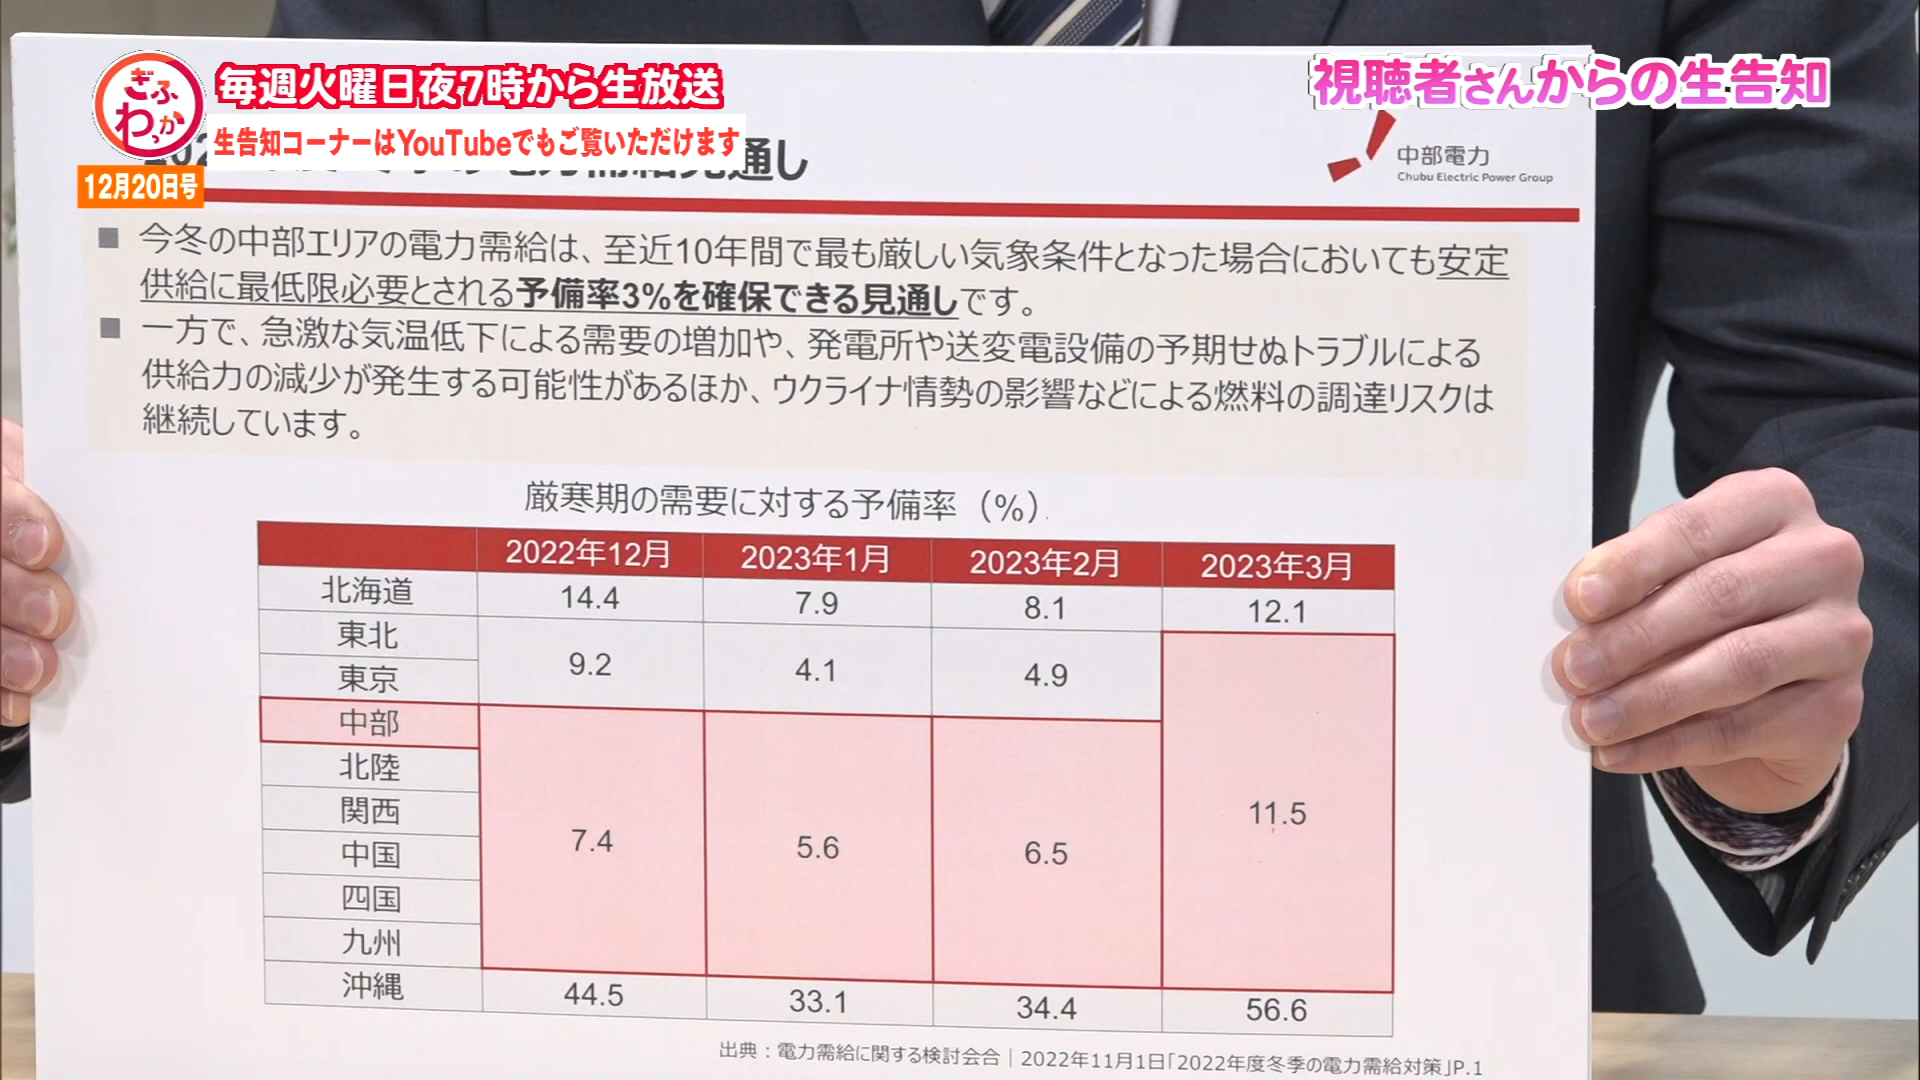 ぎふ
わっか
毎週火曜日夜7時から生放送
生告知コーナーはYouTubeでもご覧いただけます
12月20日号
視聴者さんからの生告知
通し
中部電力
Chubu Electric Power Group
■ 今冬の中部エリアの電力需給は、至近10年間で最も厳しい気象条件となった場合においても安定
供給に最低限必要とされる予備率3%を確保できる見通しです。
■ 一方で、急激な気温低下による需要の増加や、発電所や送変電設備の予期せぬトラブルによる
供給力の減少が発生する可能性があるほか、ウクライナ情勢の影響などによる燃料の調達リスクは
継続しています。
厳寒期の需要に対する予備率（%）
2022年12月 2023年1月 2023年2月 2023年3月
北海道 14.4 7.9 8.1 12.1
東北
東京 9.2 4.1 4.9
中部
北陸
関西
中国 7.4 5.6 6.5 11.5
四国
九州
沖縄 44.5 33.1 34.4 56.6
出典：電力需給に関する検討会合｜2022年11月1日「2022年度冬季の電力需給対策」P.1